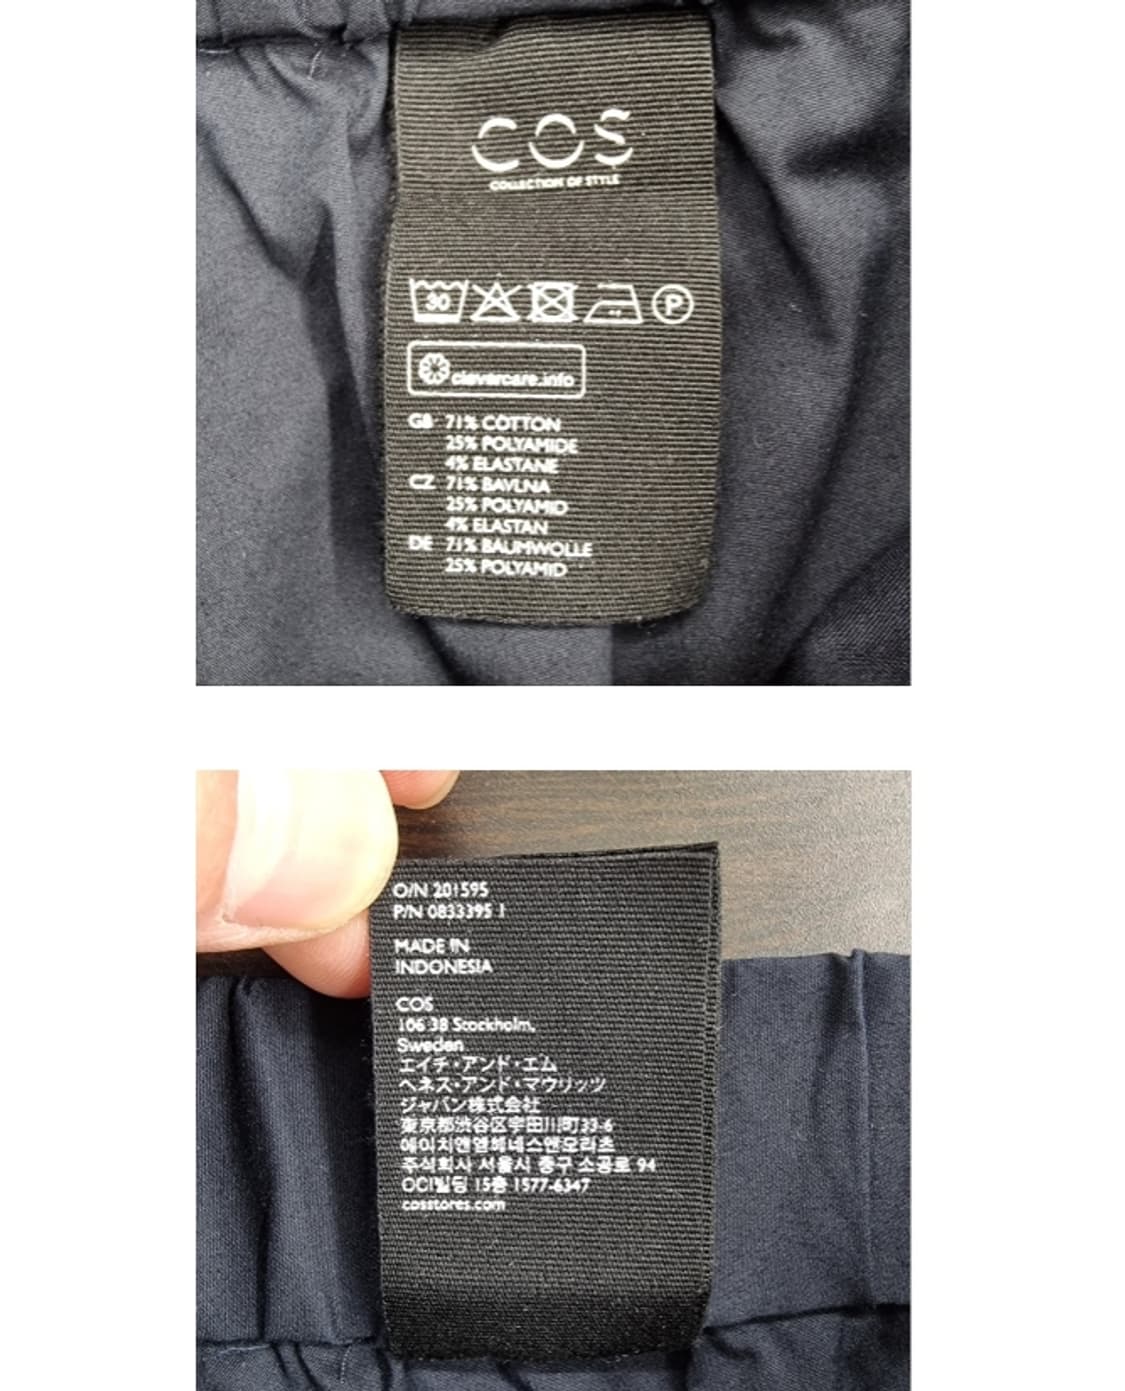 COS
COLLECTION OF STYLE
30 P
clevercare.info
GB 71% COTTON
25% POLYAMIDE
4% ELASTANE
CZ 71% BAVLNA
25% POLYAMID
4% ELASTAN
DE 71% BAUMWOLLE
25% POLYAMID
O/N 201595
P/N 0833395 1
MADE IN
INDONESIA
COS
106 38 Stockholm,
Sweden
エイチ・アンド・エム
ヘネス・アンド・マウリッツ
ジャパン株式会社
東京都渋谷区宇田川町33-6
에이치앤엠헤네스앤모리츠
주식회사 서울시 중구 소공로 94
OCI빌딩 15층 1577-6347
cosstores.com